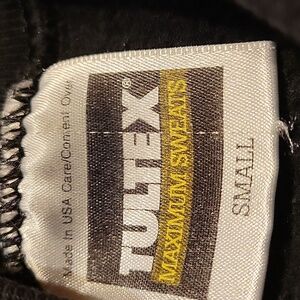 TULTEX®
MAXIMUM SWEATS
SMALL
Made In USA Care/Content Over